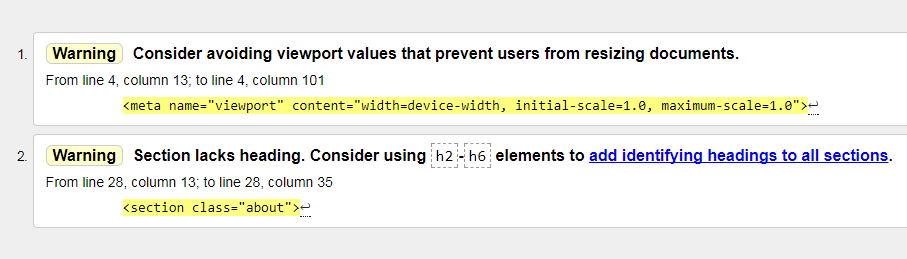 1. Warning Consider avoiding viewport values that prevent users from resizing documents.
From line 4, column 13; to line 4, column 101
<meta name="viewport" content="width=device-width, initial-scale=1.0, maximum-scale=1.0">↩
2. Warning Section lacks heading. Consider using h2-h6 elements to add identifying headings to all sections.
From line 28, column 13; to line 28, column 35
<section class="about">↩